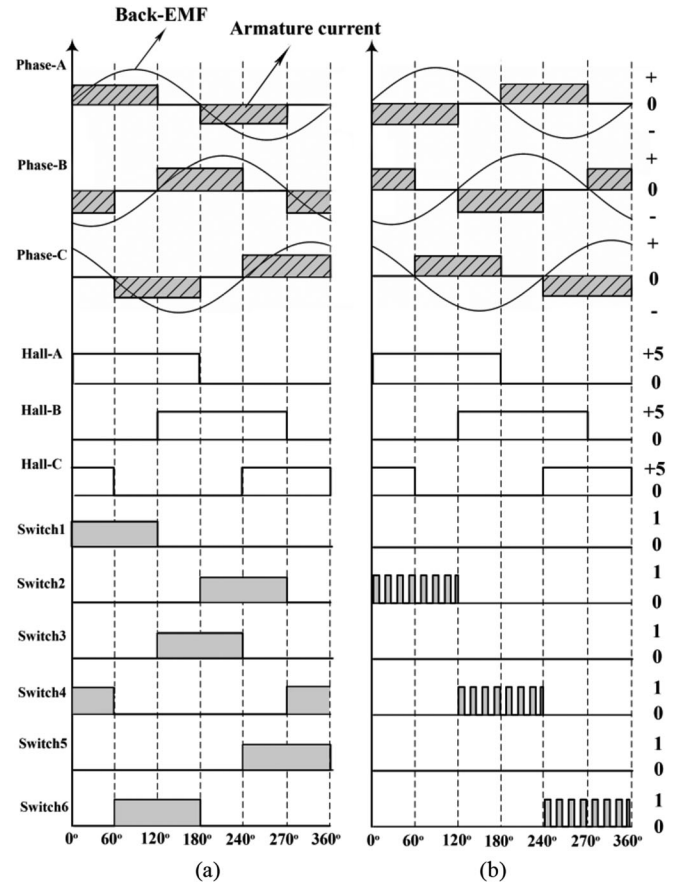 Back-EMF
Armature current
Phase-A
+
0
-
Phase-B
+
0
-
Phase-C
+
0
-
Hall-A
+5
0
Hall-B
+5
0
Hall-C
+5
0
Switch1
1
0
Switch2
1
0
Switch3
1
0
Switch4
1
0
Switch5
1
0
Switch6
1
0
0° 60° 120° 180° 240° 270° 360° 0° 60° 120° 180° 240° 270° 360°
(a) (b)